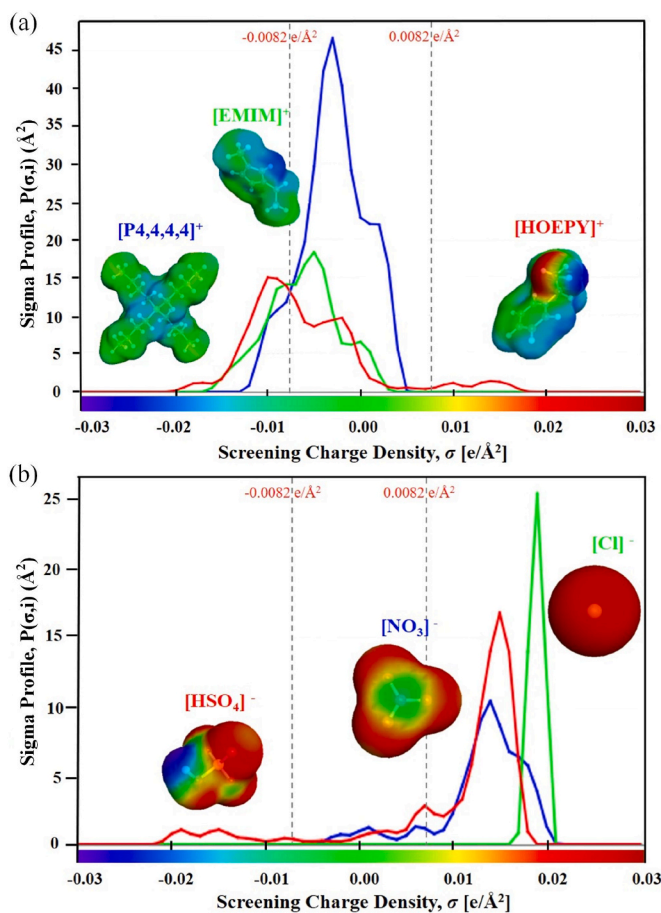 (a)
-0.0082 e/Å² 0.0082 e/Å²
45
40
35
30
25
20
15
10
5
0
Sigma Profile, P(σ,i) (Å²)
[EMIM]⁺
[P4,4,4,4]⁺
[HOEPY]⁺
-0.03 -0.02 -0.01 0.00 0.01 0.02 0.03
Screening Charge Density, σ [e/Å²]
(b)
-0.0082 e/Å² 0.0082 e/Å²
25
20
15
10
5
0
Sigma Profile, P(σ,i) (Å²)
[Cl]⁻
[NO₃]⁻
[HSO₄]⁻
-0.03 -0.02 -0.01 0.00 0.01 0.02 0.03
Screening Charge Density, σ [e/Å²]